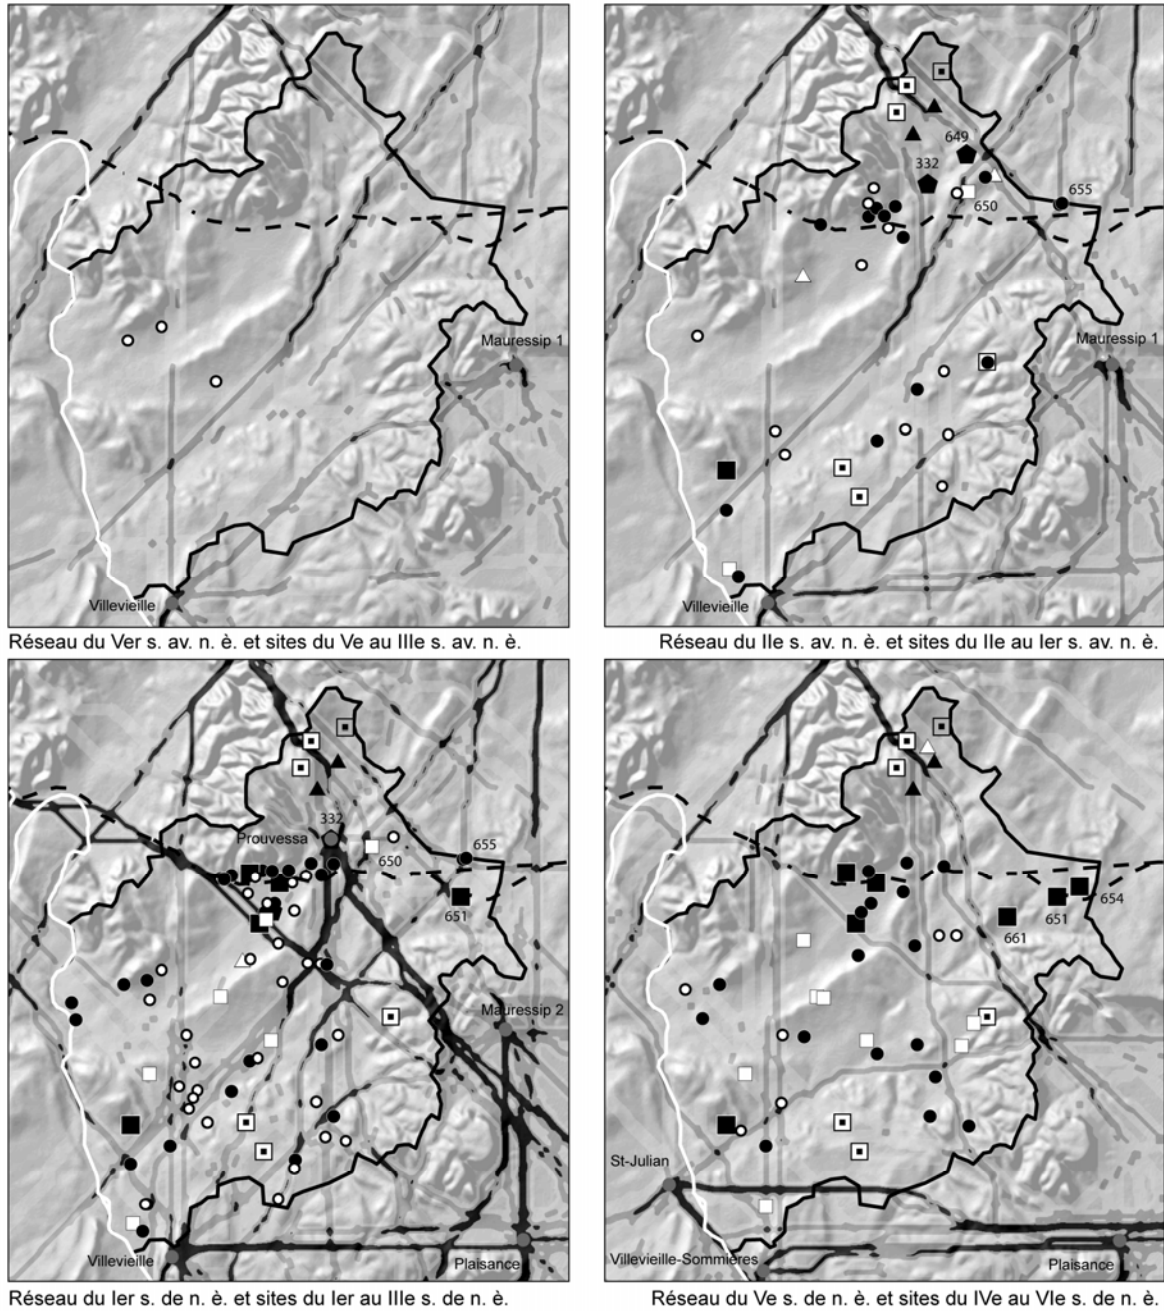 Mauressip 1
Villevieille
Réseau du Ver s. av. n. è. et sites du Ve au IIIe s. av. n. è.
649
332
655
650
Mauressip 1
Villevieille
Réseau du IIe s. av. n. è. et sites du IIe au Ier s. av. n. è.
332
Prouvessa
655
650
651
Mauressip 2
Villevieille
Plaisance
Réseau du Ier s. de n. è. et sites du Ier au IIIe s. de n. è.
654
651
661
St-Julian
Villevieille-Sommières
Plaisance
Réseau du Ve s. de n. è. et sites du IVe au VIe s. de n. è.